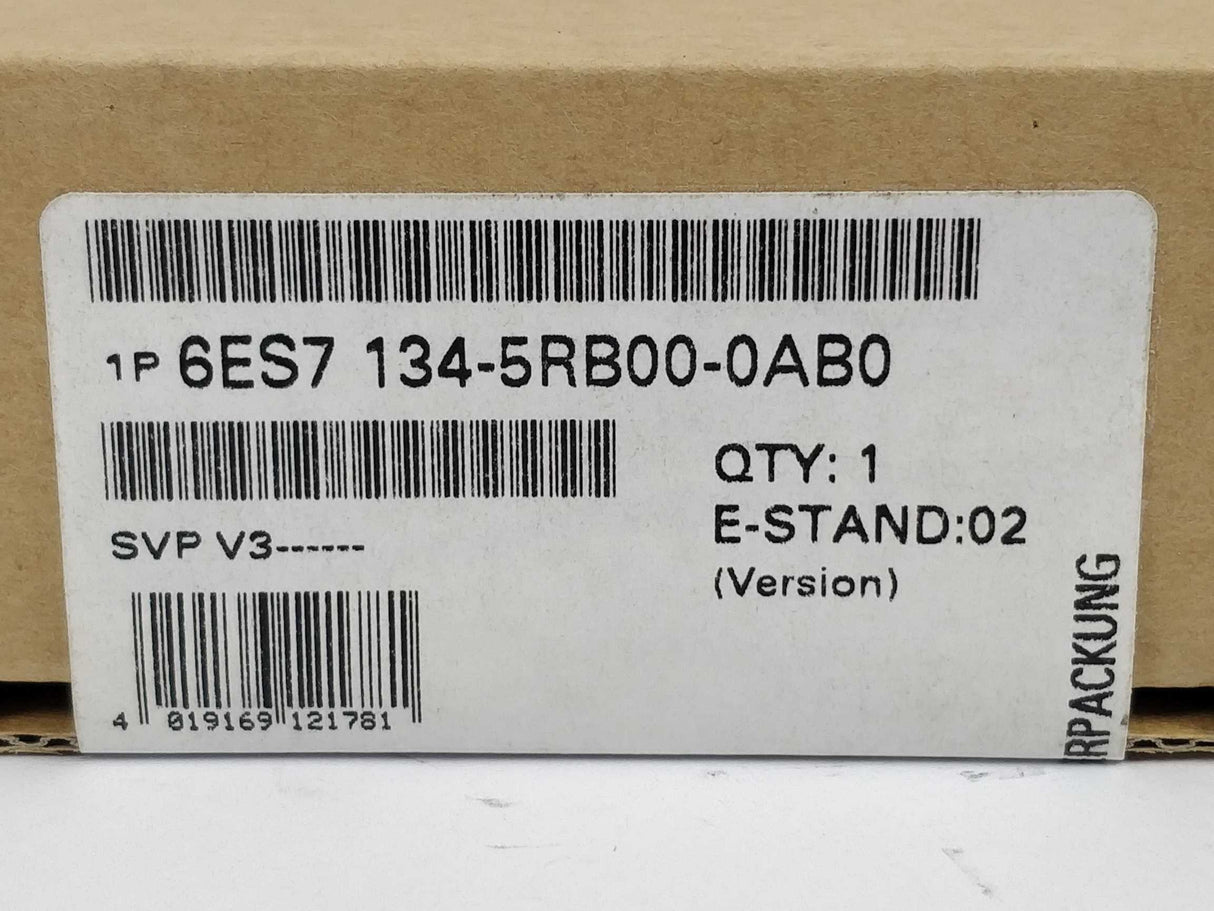 1P 6ES7 134-5RB00-0AB0
SVP V3------
QTY: 1
E-STAND:02
(Version)
4 019169 121781
RPACKUNG